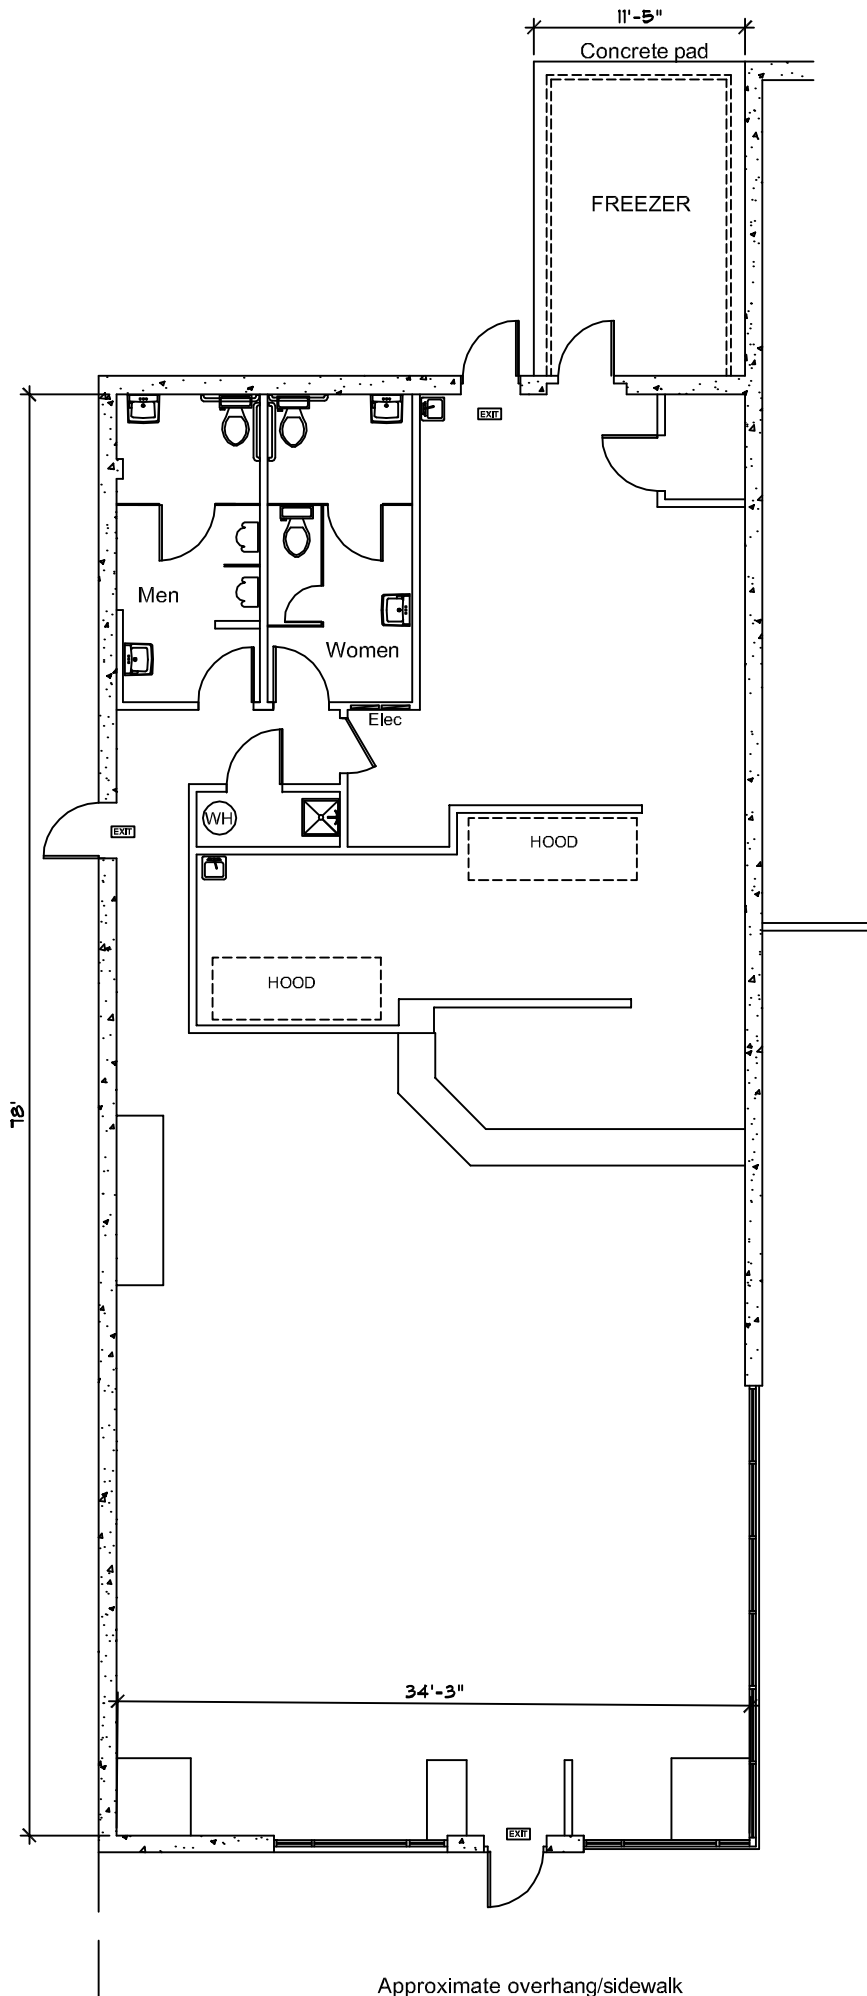 11'-5"
Concrete pad
FREEZER
EXIT
Men
Women
Elec
WH
EXIT
HOOD
HOOD
78'
34'-3"
EXIT
Approximate overhang/sidewalk